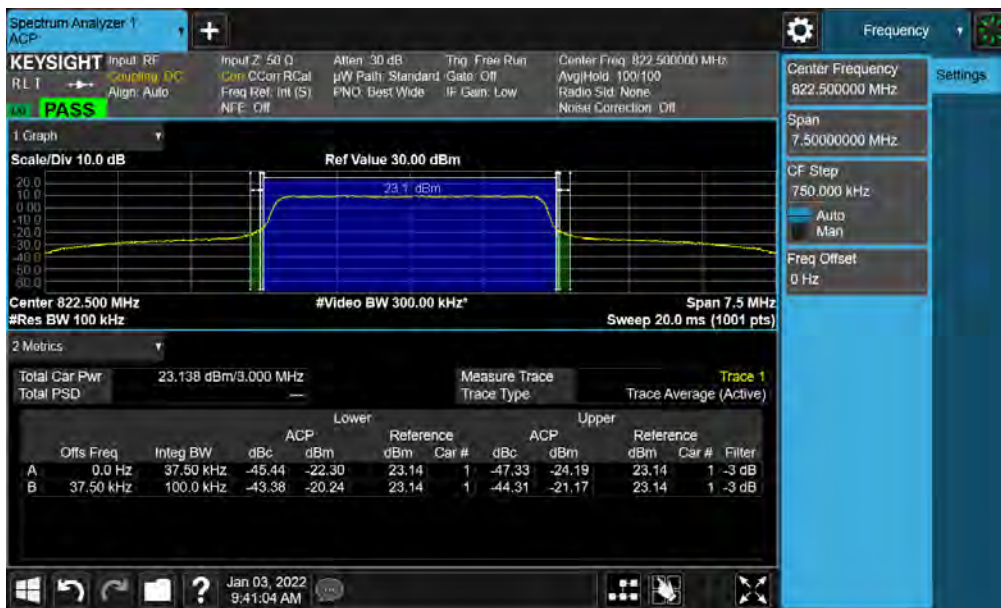 Spectrum Analyzer 1
ACP
+
Frequency
KEYSIGHT Input: RF Input Z: 50 Ω Atten: 30 dB Trig: Free Run Center Freq: 822.500000 MHz
RLT Coupling: DC Corr CCorr RCal µW Path: Standard Gate: Off Avg|Hold: 100/100
Align: Auto Freq Ref: Int (S) PNO: Best Wide IF Gain: Low Radio Std: None
PASS NFE: Off Noise Correction: Off
Center Frequency
822.500000 MHz
Settings
Span
7.50000000 MHz
CF Step
750.000 kHz
Auto
Man
Freq Offset
0 Hz
1 Graph
Scale/Div 10.0 dB Ref Value 30.00 dBm
23.1 dBm
20.0
10.0
0.00
-10.0
-20.0
-30.0
-40.0
-50.0
-60.0
Center 822.500 MHz #Video BW 300.00 kHz* Span 7.5 MHz
#Res BW 100 kHz Sweep 20.0 ms (1001 pts)
2 Metrics
Total Car Pwr 23.138 dBm/3.000 MHz Measure Trace Trace 1
Total PSD --- Trace Type Trace Average (Active)
Lower Upper
ACP Reference ACP Reference
Offs Freq Integ BW dBc dBm dBm Car # dBc dBm dBm Car # Filter
A 0.0 Hz 37.50 kHz -45.44 -22.30 23.14 1 -47.33 -24.19 23.14 1 -3 dB
B 37.50 kHz 100.0 kHz -43.38 -20.24 23.14 1 -44.31 -21.17 23.14 1 -3 dB
?
Jan 03, 2022
9:41:04 AM